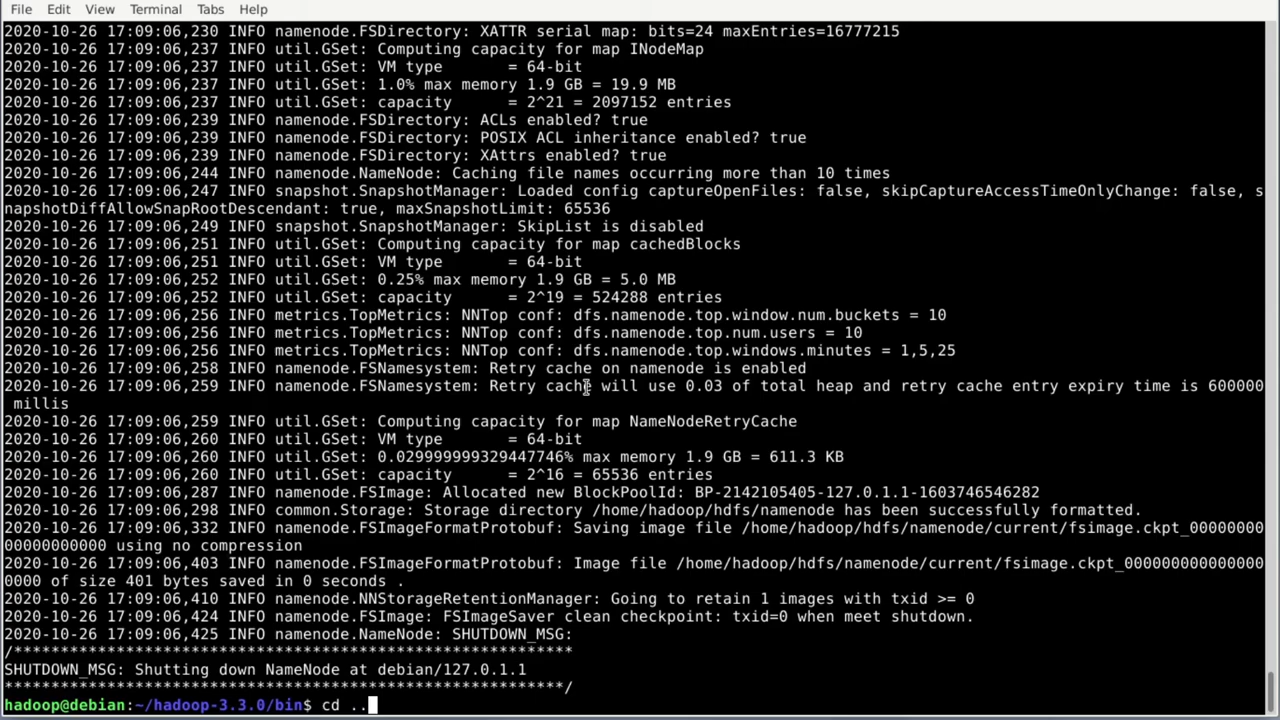 File Edit View Terminal Tabs Help
2020-10-26 17:09:06,230 INFO namenode.FSDirectory: XATTR serial map: bits=24 maxEntries=16777215
2020-10-26 17:09:06,237 INFO util.GSet: Computing capacity for map INodeMap
2020-10-26 17:09:06,237 INFO util.GSet: VM type       = 64-bit
2020-10-26 17:09:06,237 INFO util.GSet: 1.0% max memory 1.9 GB = 19.9 MB
2020-10-26 17:09:06,237 INFO util.GSet: capacity      = 2^21 = 2097152 entries
2020-10-26 17:09:06,239 INFO namenode.FSDirectory: ACLs enabled? true
2020-10-26 17:09:06,239 INFO namenode.FSDirectory: POSIX ACL inheritance enabled? true
2020-10-26 17:09:06,239 INFO namenode.FSDirectory: XAttrs enabled? true
2020-10-26 17:09:06,244 INFO namenode.NameNode: Caching file names occurring more than 10 times
2020-10-26 17:09:06,247 INFO snapshot.SnapshotManager: Loaded config captureOpenFiles: false, skipCaptureAccessTimeOnlyChange: false, s
napshotDiffAllowSnapRootDescendant: true, maxSnapshotLimit: 65536
2020-10-26 17:09:06,249 INFO snapshot.SnapshotManager: SkipList is disabled
2020-10-26 17:09:06,251 INFO util.GSet: Computing capacity for map cachedBlocks
2020-10-26 17:09:06,251 INFO util.GSet: VM type       = 64-bit
2020-10-26 17:09:06,252 INFO util.GSet: 0.25% max memory 1.9 GB = 5.0 MB
2020-10-26 17:09:06,252 INFO util.GSet: capacity      = 2^19 = 524288 entries
2020-10-26 17:09:06,256 INFO metrics.TopMetrics: NNTop conf: dfs.namenode.top.window.num.buckets = 10
2020-10-26 17:09:06,256 INFO metrics.TopMetrics: NNTop conf: dfs.namenode.top.num.users = 10
2020-10-26 17:09:06,256 INFO metrics.TopMetrics: NNTop conf: dfs.namenode.top.windows.minutes = 1,5,25
2020-10-26 17:09:06,258 INFO namenode.FSNamesystem: Retry cache on namenode is enabled
2020-10-26 17:09:06,259 INFO namenode.FSNamesystem: Retry cache will use 0.03 of total heap and retry cache entry expiry time is 600000
 millis
2020-10-26 17:09:06,259 INFO util.GSet: Computing capacity for map NameNodeRetryCache
2020-10-26 17:09:06,260 INFO util.GSet: VM type       = 64-bit
2020-10-26 17:09:06,260 INFO util.GSet: 0.029999999329447746% max memory 1.9 GB = 611.3 KB
2020-10-26 17:09:06,260 INFO util.GSet: capacity      = 2^16 = 65536 entries
2020-10-26 17:09:06,287 INFO namenode.FSImage: Allocated new BlockPoolId: BP-2142105405-127.0.1.1-1603746546282
2020-10-26 17:09:06,298 INFO common.Storage: Storage directory /home/hadoop/hdfs/namenode has been successfully formatted.
2020-10-26 17:09:06,332 INFO namenode.FSImageFormatProtobuf: Saving image file /home/hadoop/hdfs/namenode/current/fsimage.ckpt_00000000
00000000000 using no compression
2020-10-26 17:09:06,403 INFO namenode.FSImageFormatProtobuf: Image file /home/hadoop/hdfs/namenode/current/fsimage.ckpt_000000000000000
0000 of size 401 bytes saved in 0 seconds .
2020-10-26 17:09:06,410 INFO namenode.NNStorageRetentionManager: Going to retain 1 images with txid >= 0
2020-10-26 17:09:06,424 INFO namenode.FSImage: FSImageSaver clean checkpoint: txid=0 when meet shutdown.
2020-10-26 17:09:06,425 INFO namenode.NameNode: SHUTDOWN_MSG:
/************************************************************
SHUTDOWN_MSG: Shutting down NameNode at debian/127.0.1.1
************************************************************/
hadoop@debian:~/hadoop-3.3.0/bin$ cd ..